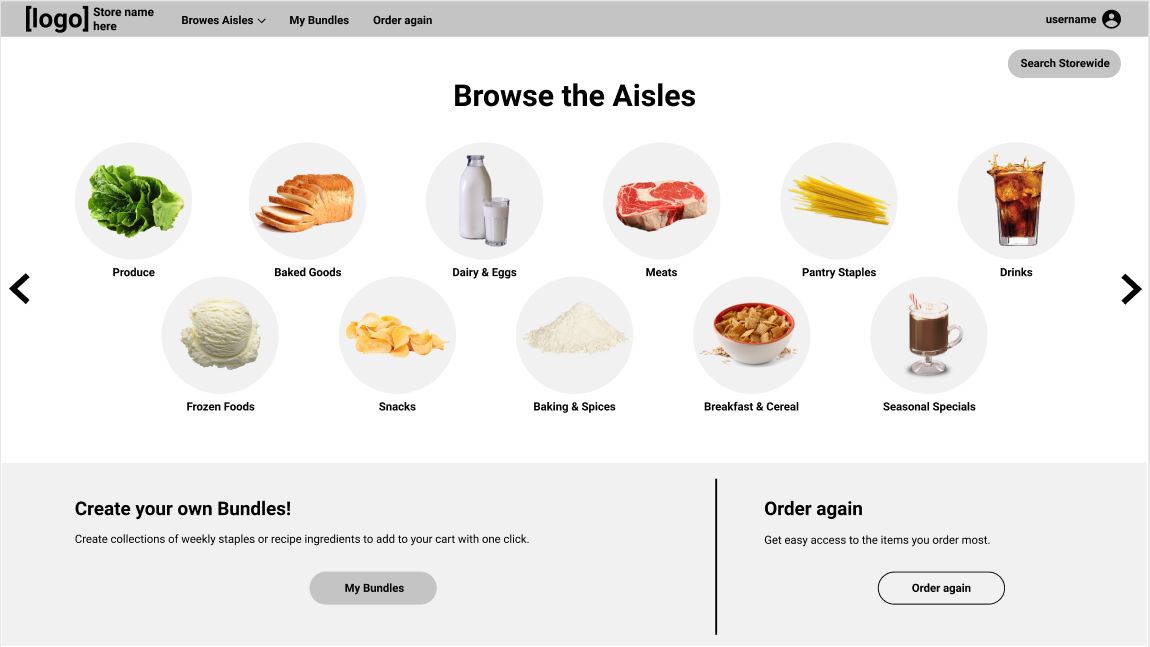 [logo]
Store name
here
Browes Aisles
My Bundles
Order again
username
Search Storewide
Browse the Aisles
Produce
Baked Goods
Dairy & Eggs
Meats
Pantry Staples
Drinks
Frozen Foods
Snacks
Baking & Spices
Breakfast & Cereal
Seasonal Specials
Create your own Bundles!
Create collections of weekly staples or recipe ingredients to add to your cart with one click.
My Bundles
Order again
Get easy access to the items you order most.
Order again